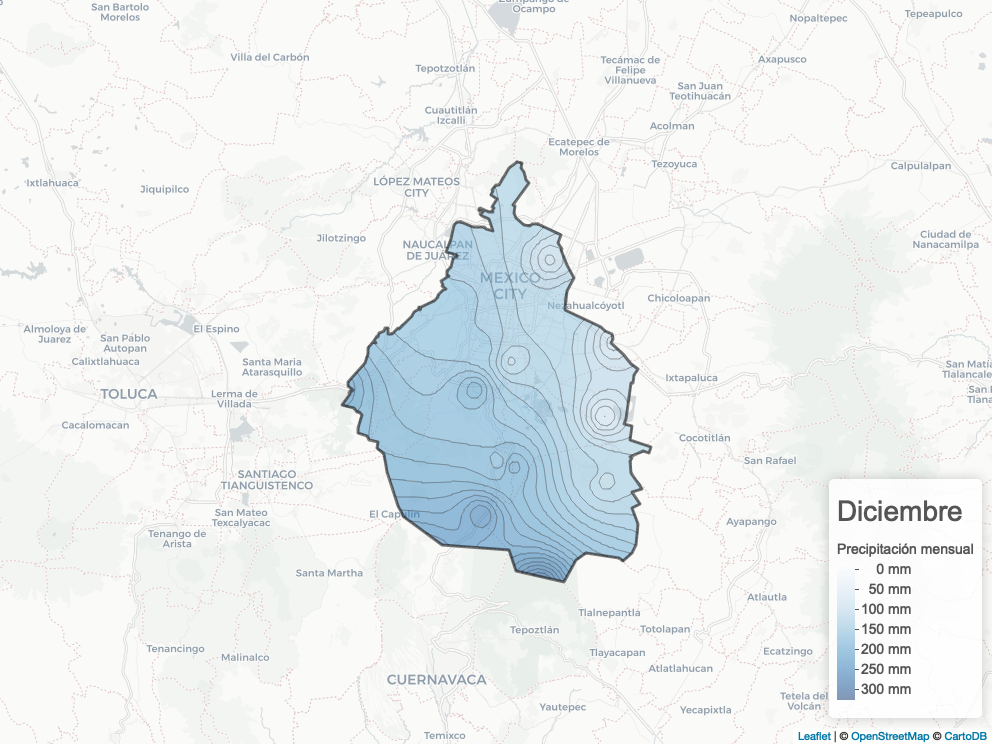 San Bartolo
Morelos
Zumpango de
Ocampo
Nopaltepec
Tepeapulco
Villa del Carbón
Tepotzotlán
Tecámac de
Felipe
Villanueva
Axapusco
San Juan
Teotihuacán
Cuautitlán
Izcalli
Acolman
Ecatepec de
Morelos
Tezoyuca
Calpulalpan
Ixtlahuaca
Jiquipilco
LÓPEZ MATEOS
CITY
Jilotzingo
NAUCALPAN
DE JUÁREZ
Ciudad de
Nanacamilpa
MEXICO
CITY
Nezahualcóyotl
Chicoloapan
Almoloya de
Juarez
El Espino
San Pablo
Autopan
Calixtlahuaca
Santa Maria
Atarasquillo
San Matí
Tlalancale
Ixtapaluca
TOLUCA
Lerma de
Villada
San
Tlana
Cacalomacan
Cocotitlán
San Rafael
SANTIAGO
TIANGUISTENCO
San Mateo
Texcalyacac
El Capulín
Ayapango
Tenango de
Arista
Santa Martha
Atlautla
Tlalnepantla
Totolapan
Tepoztlán
Tenancingo
Malinalco
Tlayacapan
Ecatzingo
Atlatlahucan
CUERNAVACA
Yautepec
Yecapixtla
Tetela del
Volcán
Temixco
Diciembre
Precipitación mensual
0 mm
50 mm
100 mm
150 mm
200 mm
250 mm
300 mm
Leaflet | © OpenStreetMap © CartoDB